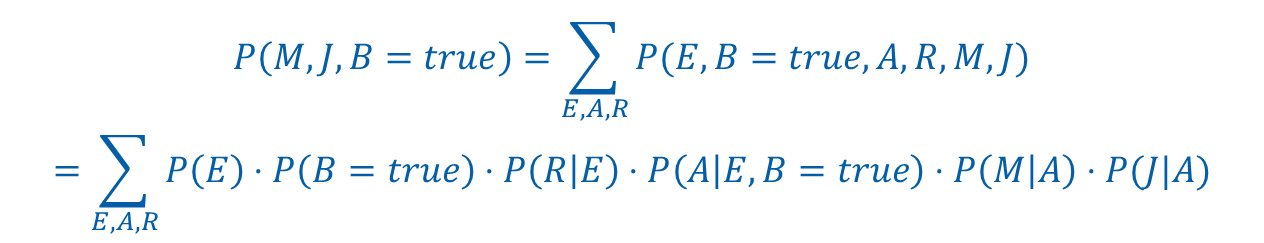 P(M, J, B = true) = ∑ P(E, B = true, A, R, M, J)
E,A,R
= ∑ P(E) · P(B = true) · P(R|E) · P(A|E, B = true) · P(M|A) · P(J|A)
E,A,R